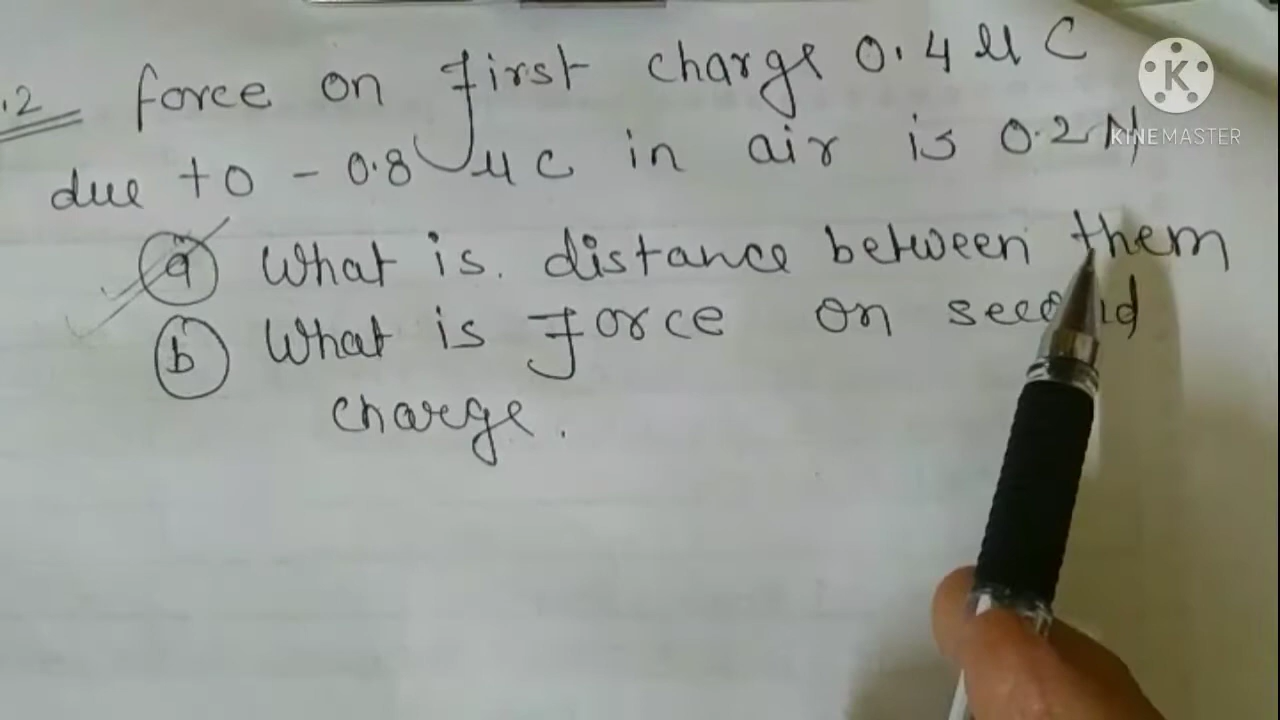 .2 force on first charge 0.4 μC
due to - 0.8 μC in air is 0.2 N
(a) What is. distance between them
(b) What is force on second
charge.
K
KINEMASTER